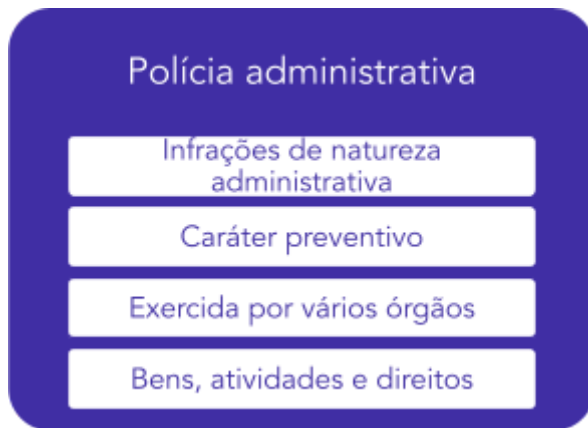 Polícia administrativa
Infrações de natureza
administrativa
Caráter preventivo
Exercida por vários órgãos
Bens, atividades e direitos